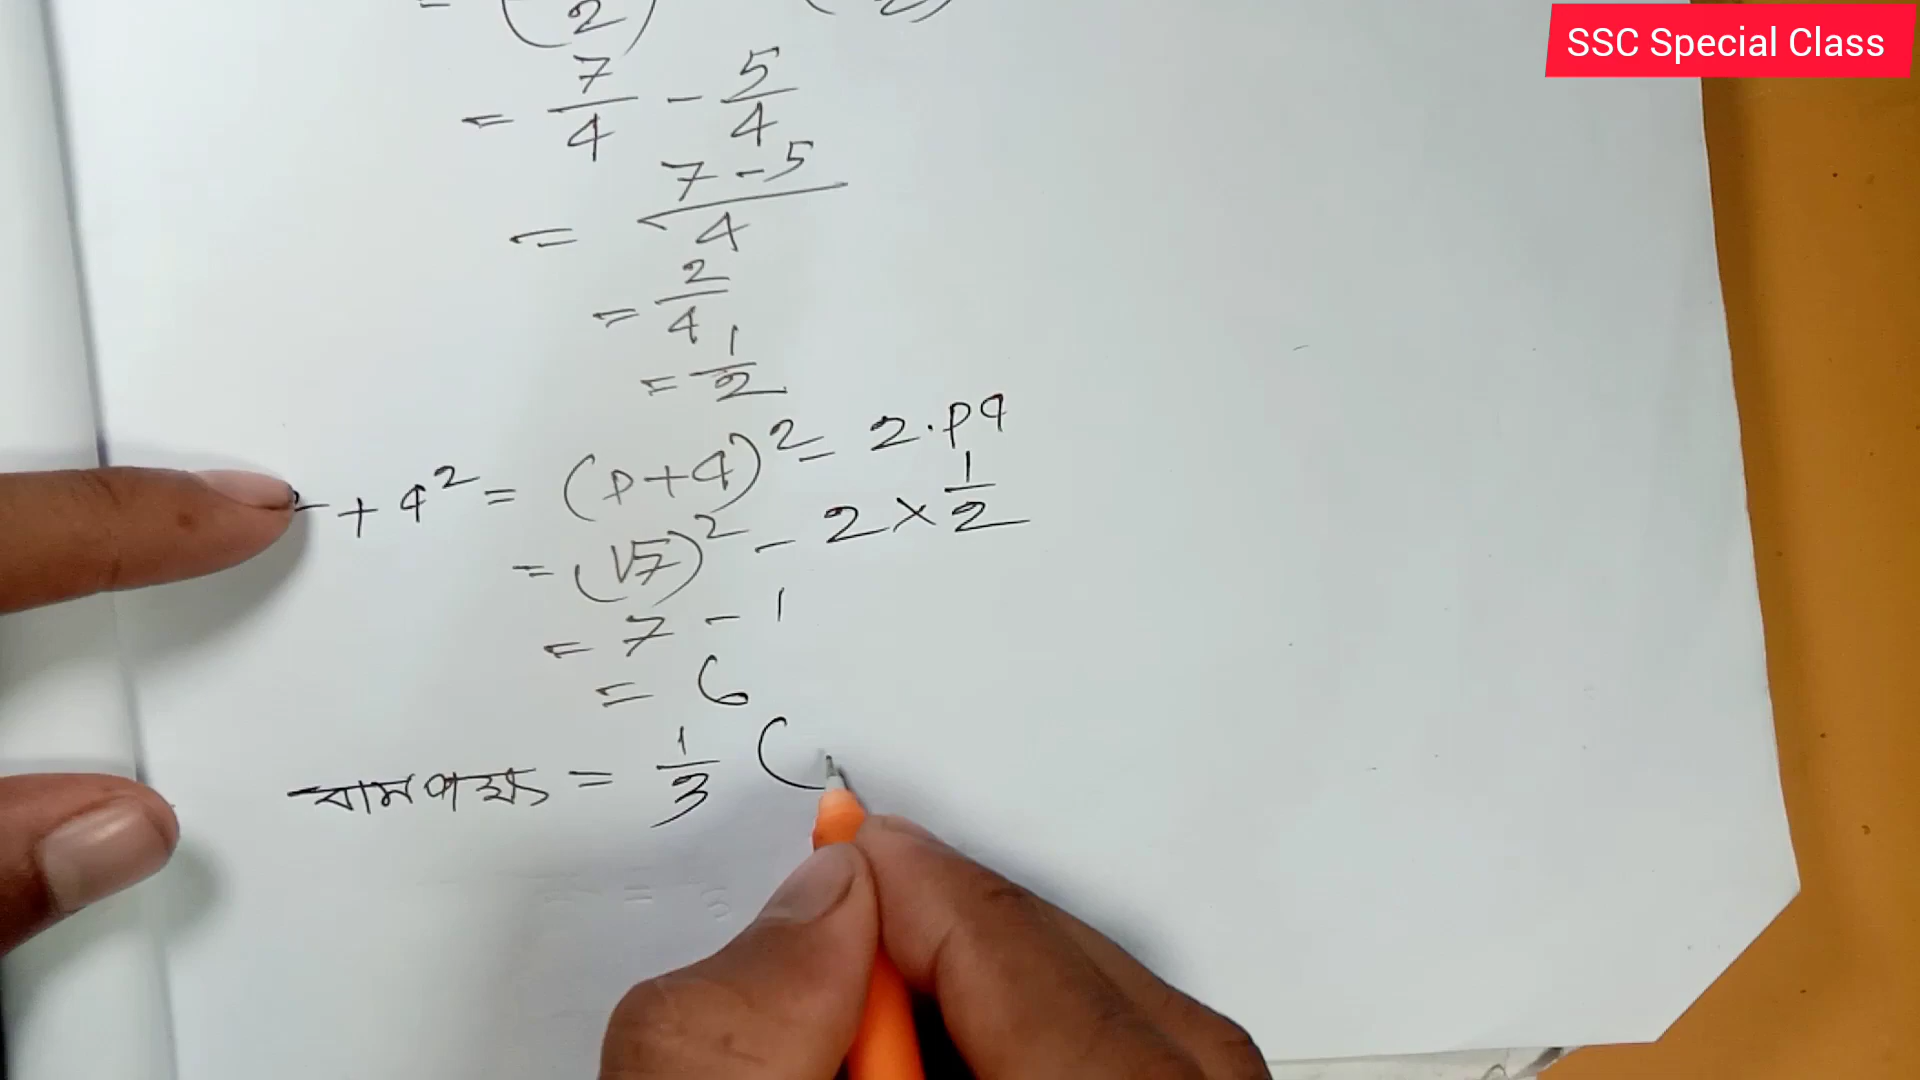 SSC Special Class
= 7/4 - 5/4
= (7 - 5)/4
= 2/4
= 1/2
² + q² = (p+q)² = 2.pq
= (√7)² - 2 × 1/2
= 7 - 1
= 6
বামপক্ষ = 1/3 (